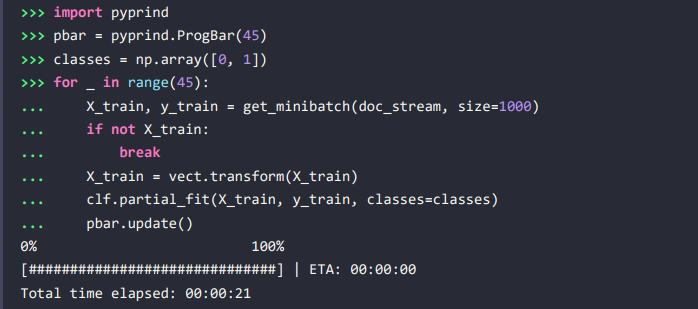 >>> import pyprind
>>> pbar = pyprind.ProgBar(45)
>>> classes = np.array([0, 1])
>>> for _ in range(45):
...     X_train, y_train = get_minibatch(doc_stream, size=1000)
...     if not X_train:
...         break
...     X_train = vect.transform(X_train)
...     clf.partial_fit(X_train, y_train, classes=classes)
...     pbar.update()
0%                          100%
[##############################] | ETA: 00:00:00
Total time elapsed: 00:00:21